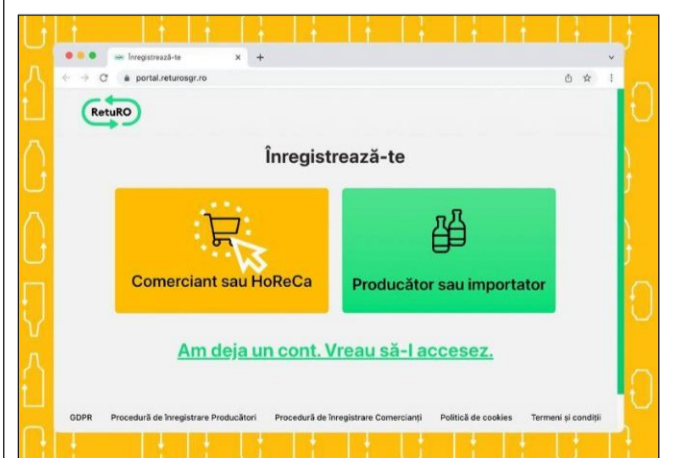 Înregistrează-te
portal.returosgr.ro
RetuRO
Înregistrează-te
Comerciant sau HoReCa
Producător sau importator
Am deja un cont. Vreau să-l accesez.
GDPR Procedură de înregistrare Producători Procedură de înregistrare Comercianți Politică de cookies Termeni și condiții